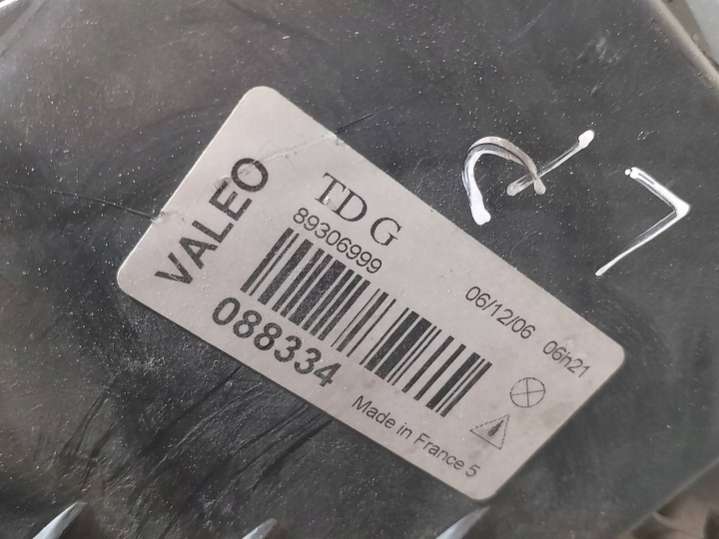 VALEO
TD G
89306999
088334
06/12/06 06h21
Made in France 5